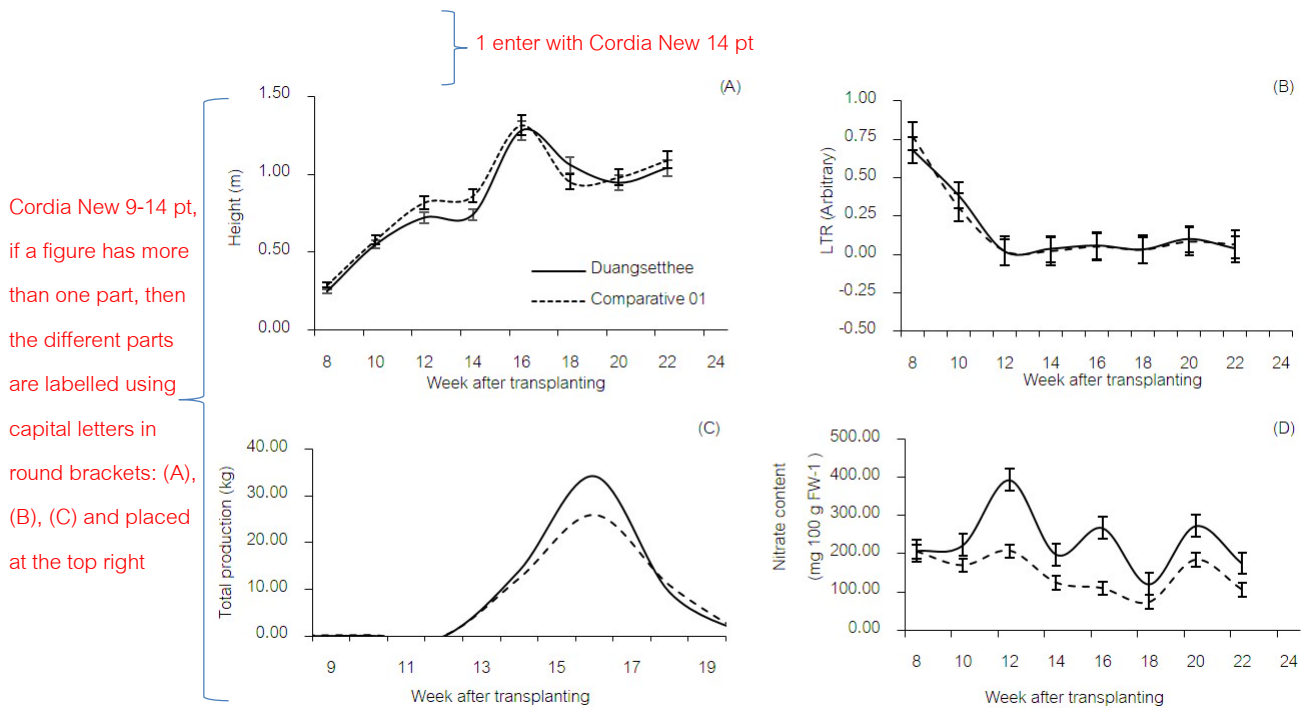 1 enter with Cordia New 14 pt
Cordia New 9-14 pt,
if a figure has more
than one part, then
the different parts
are labelled using
capital letters in
round brackets: (A),
(B), (C) and placed
at the top right
(A)
1.50
1.00
0.50
0.00
Height (m)
Duangsetthee
Comparative 01
8 10 12 14 16 18 20 22 24
Week after transplanting
(B)
1.00
0.75
0.50
0.25
0.00
-0.25
-0.50
LTR (Arbitrary)
8 10 12 14 16 18 20 22 24
Week after transplanting
(C)
40.00
30.00
20.00
10.00
0.00
Total production (kg)
9 11 13 15 17 19
Week after transplanting
(D)
500.00
400.00
300.00
200.00
100.00
0.00
Nitrate content
(mg 100 g FW-1)
8 10 12 14 16 18 20 22 24
Week after transplanting